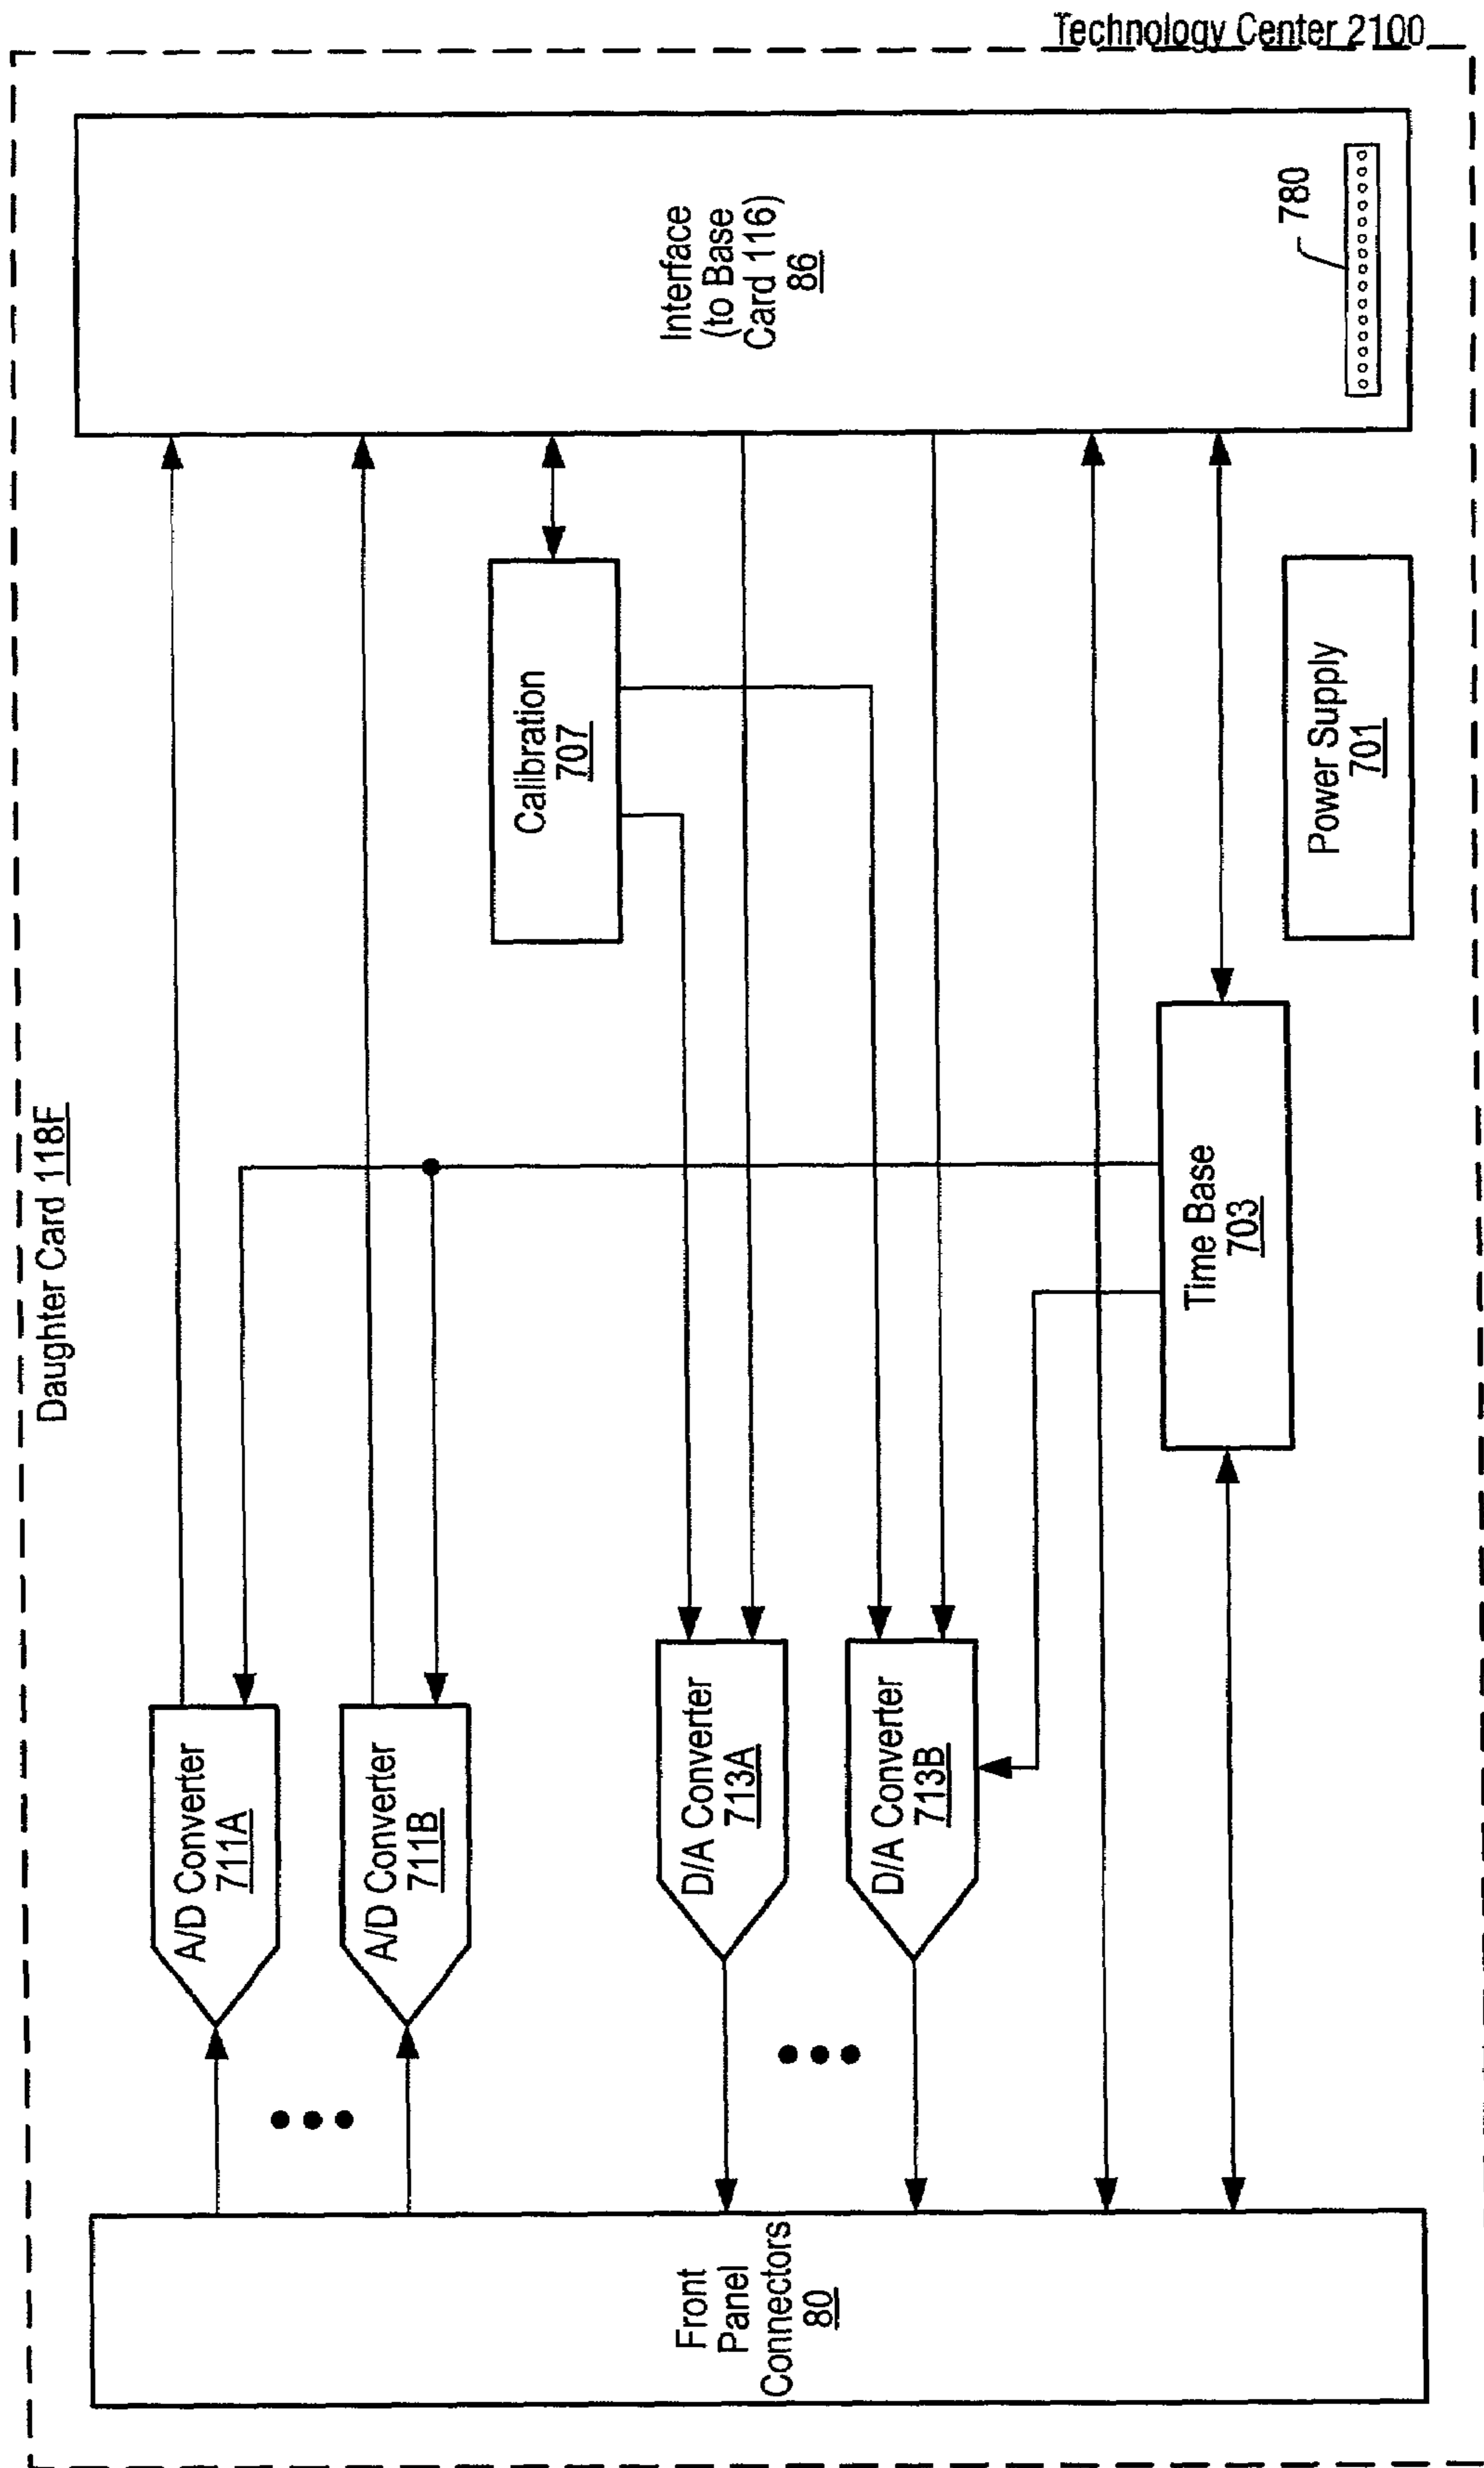 Technology Center 2100
Daughter Card 118F
Front
Panel
Connectors
80
A/D Converter
711A
A/D Converter
711B
D/A Converter
713A
D/A Converter
713B
Time Base
703
Calibration
707
Power Supply
701
Interface
(to Base
Card 116)
86
780